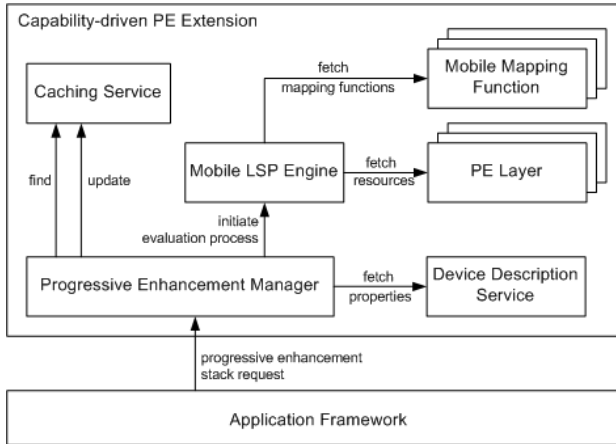 Capability-driven PE Extension
fetch
mapping functions
Mobile Mapping
Function
Caching Service
find
update
Mobile LSP Engine
fetch
resources
PE Layer
initiate
evaluation process
Progressive Enhancement Manager
fetch
properties
Device Description
Service
progressive enhancement
stack request
Application Framework